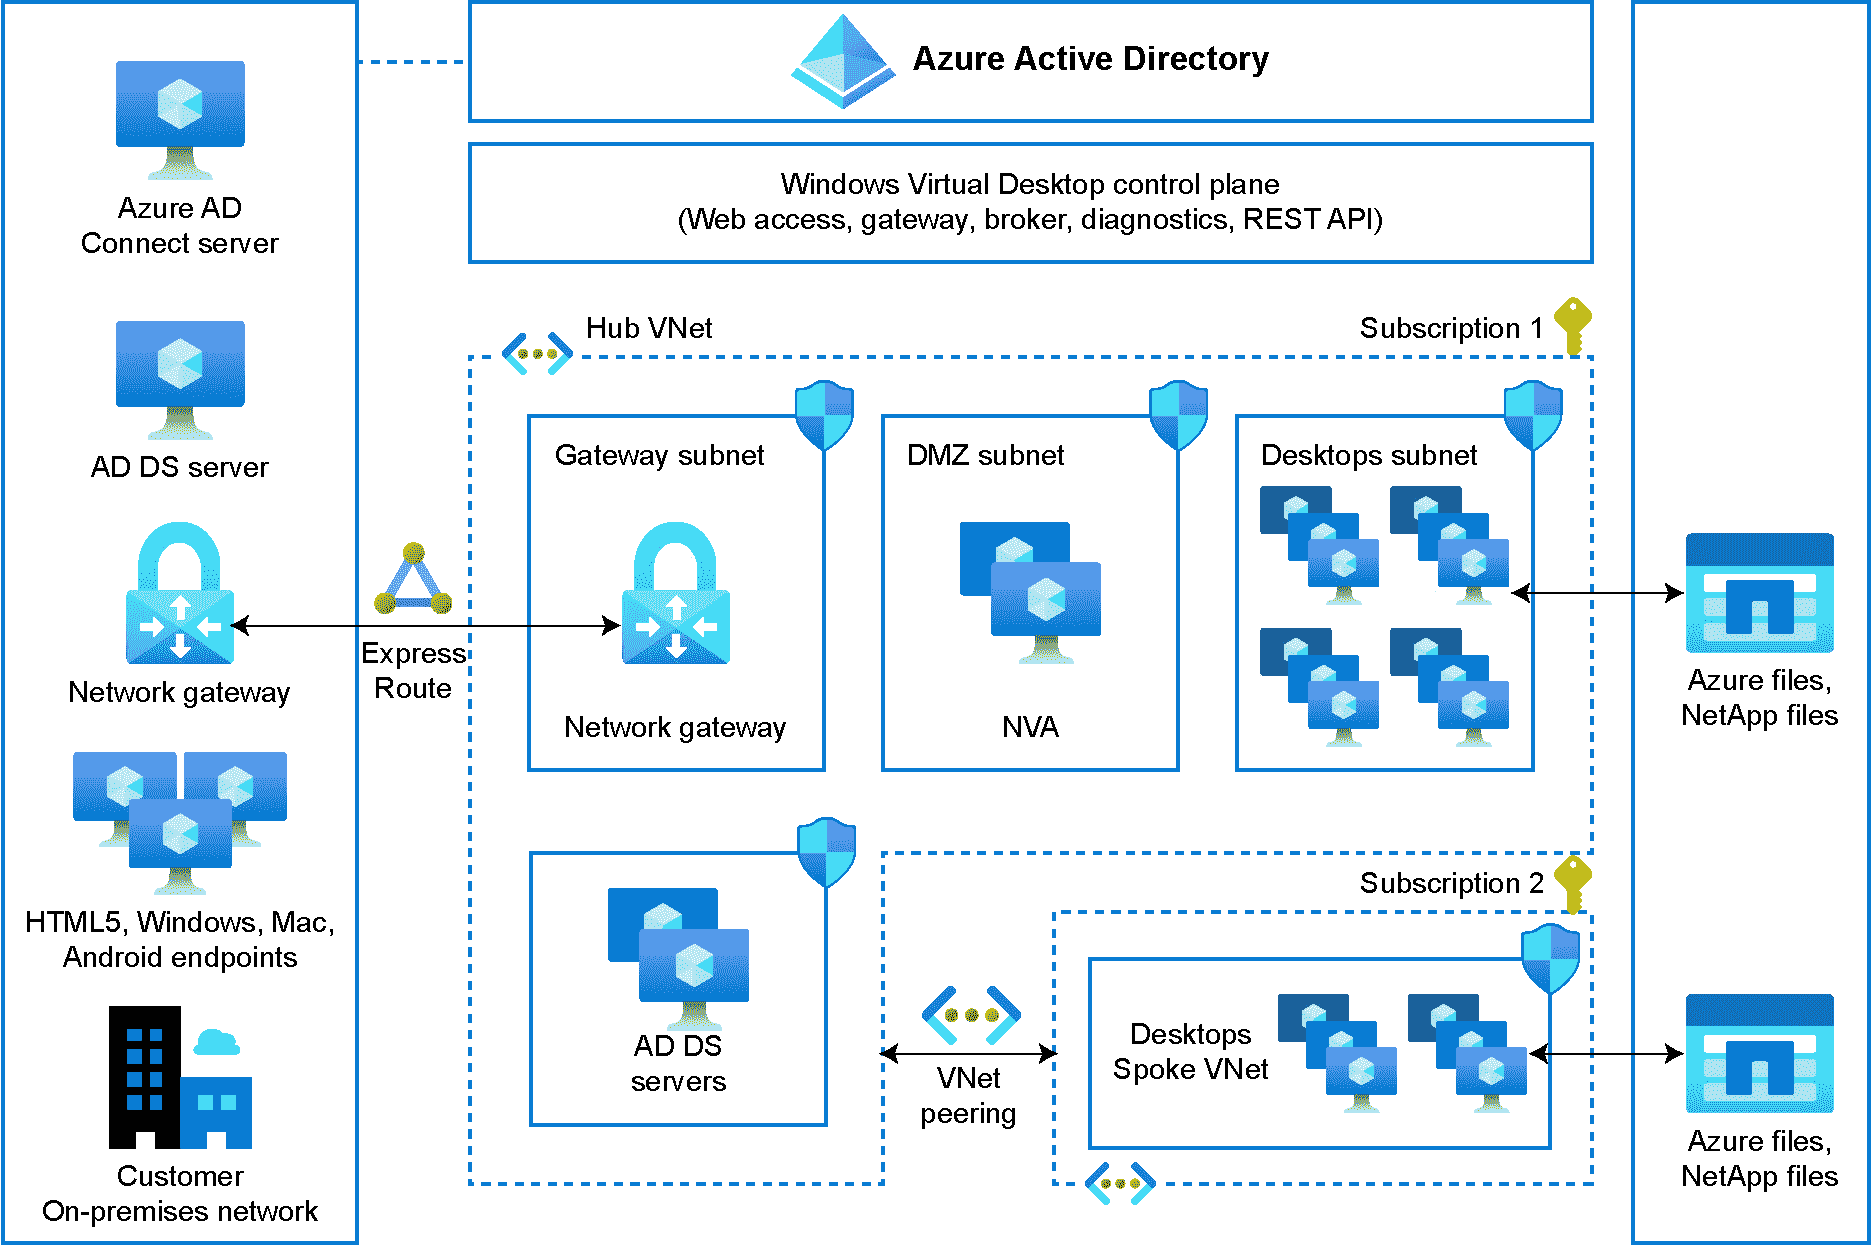 Azure Active Directory
Windows Virtual Desktop control plane
(Web access, gateway, broker, diagnostics, REST API)
Azure AD
Connect server
AD DS server
Network gateway
HTML5, Windows, Mac,
Android endpoints
Customer
On-premises network
Express
Route
Hub VNet
Subscription 1
Gateway subnet
Network gateway
DMZ subnet
NVA
Desktops subnet
AD DS
servers
VNet
peering
Subscription 2
Desktops
Spoke VNet
Azure files,
NetApp files
Azure files,
NetApp files